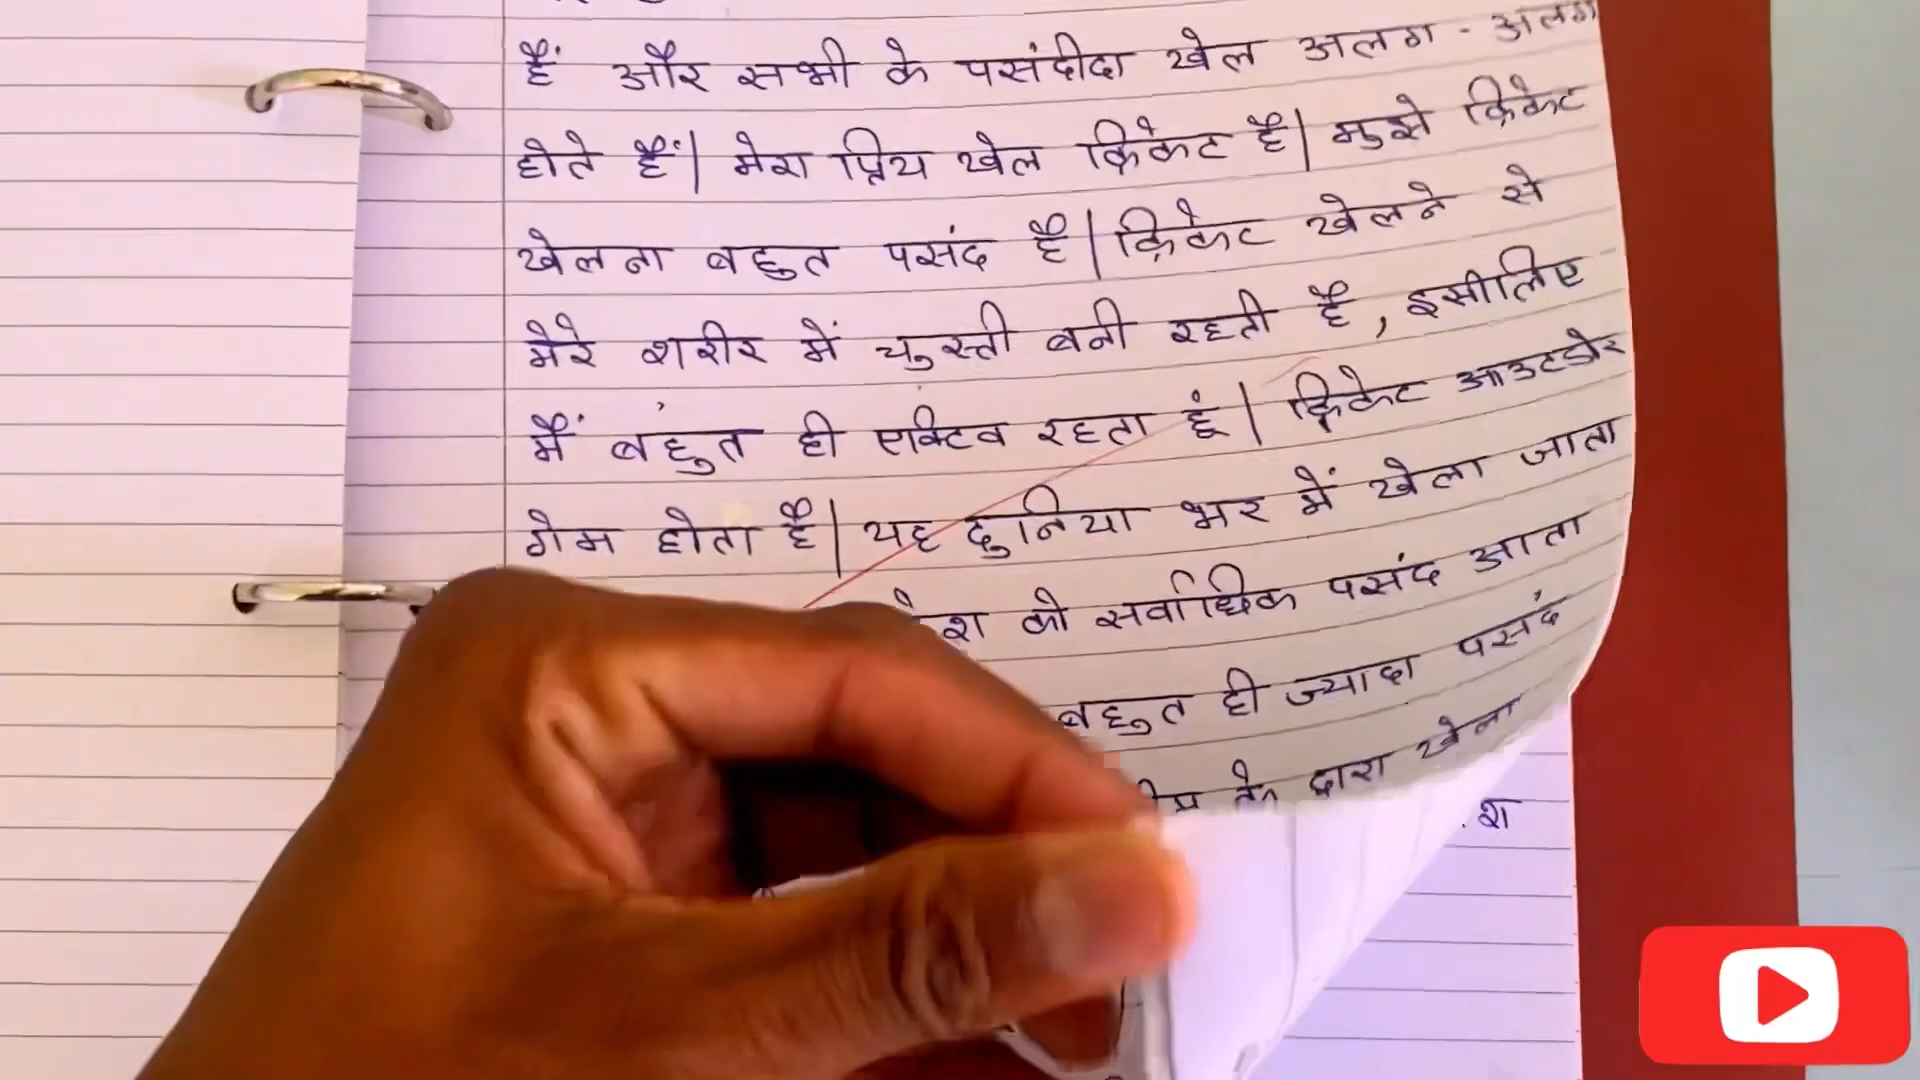 हैं और सभी के पसंदीदा खेल अलग - अलग
होते हैं| मेरा प्रिय खेल क्रिकेट है| मुझे क्रिकेट
खेलना बहुत पसंद है| क्रिकेट खेलने से
मेरे शरीर में चुस्ती बनी रहती है, इसीलिए
मैं बहुत ही एक्टिव रहता हूं| क्रिकेट आउटडोर
गेम होता है| यह दुनिया भर में खेला जाता
को सर्वाधिक पसंद आता
बहुत ही ज्यादा पसंद
के द्वारा खेला